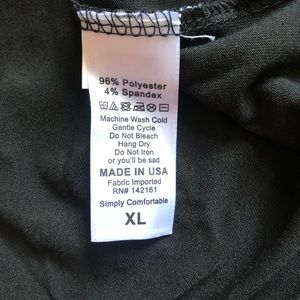 96% Polyester
4% Spandex
Machine Wash Cold
Gentle Cycle
Do Not Bleach
Hang Dry
Do Not Iron
or you'll be sad
MADE IN USA
Fabric Imported
RN# 142161
Simply Comfortable
XL